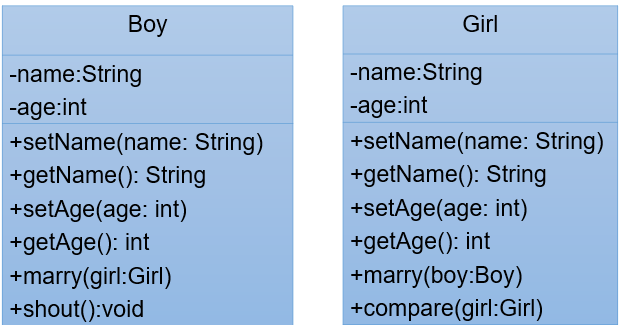 Boy
-name:String
-age:int
+setName(name: String)
+getName(): String
+setAge(age: int)
+getAge(): int
+marry(girl:Girl)
+shout():void
Girl
-name:String
-age:int
+setName(name: String)
+getName(): String
+setAge(age: int)
+getAge(): int
+marry(boy:Boy)
+compare(girl:Girl)